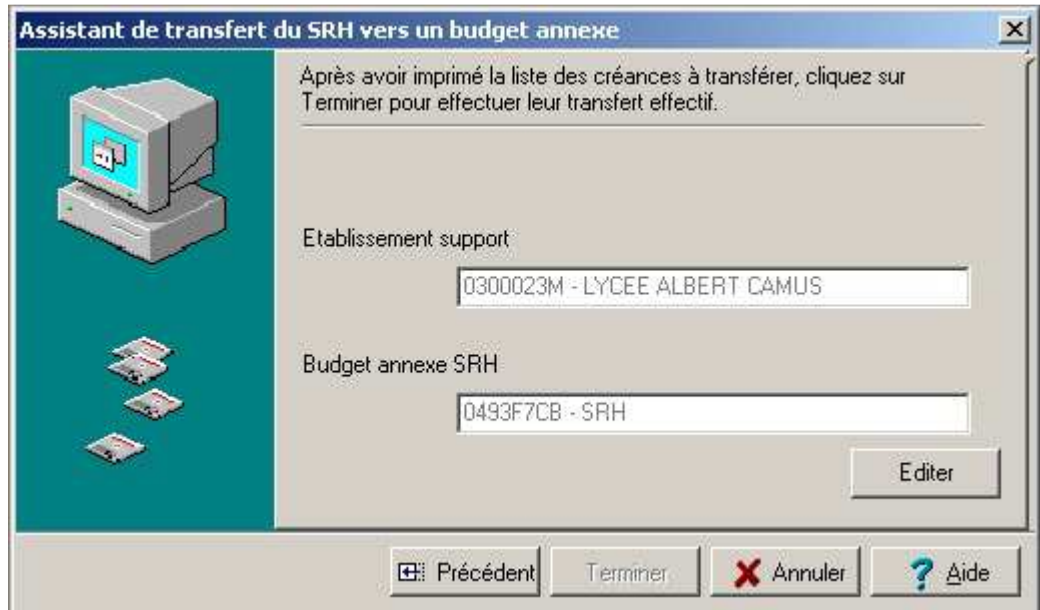 Assistant de transfert du SRH vers un budget annexe
Après avoir imprimé la liste des créances à transférer, cliquez sur
Terminer pour effectuer leur transfert effectif.
Etablissement support
0300023M - LYCEE ALBERT CAMUS
Budget annexe SRH
0493F7CB - SRH
Editer
Précédent Terminer Annuler Aide